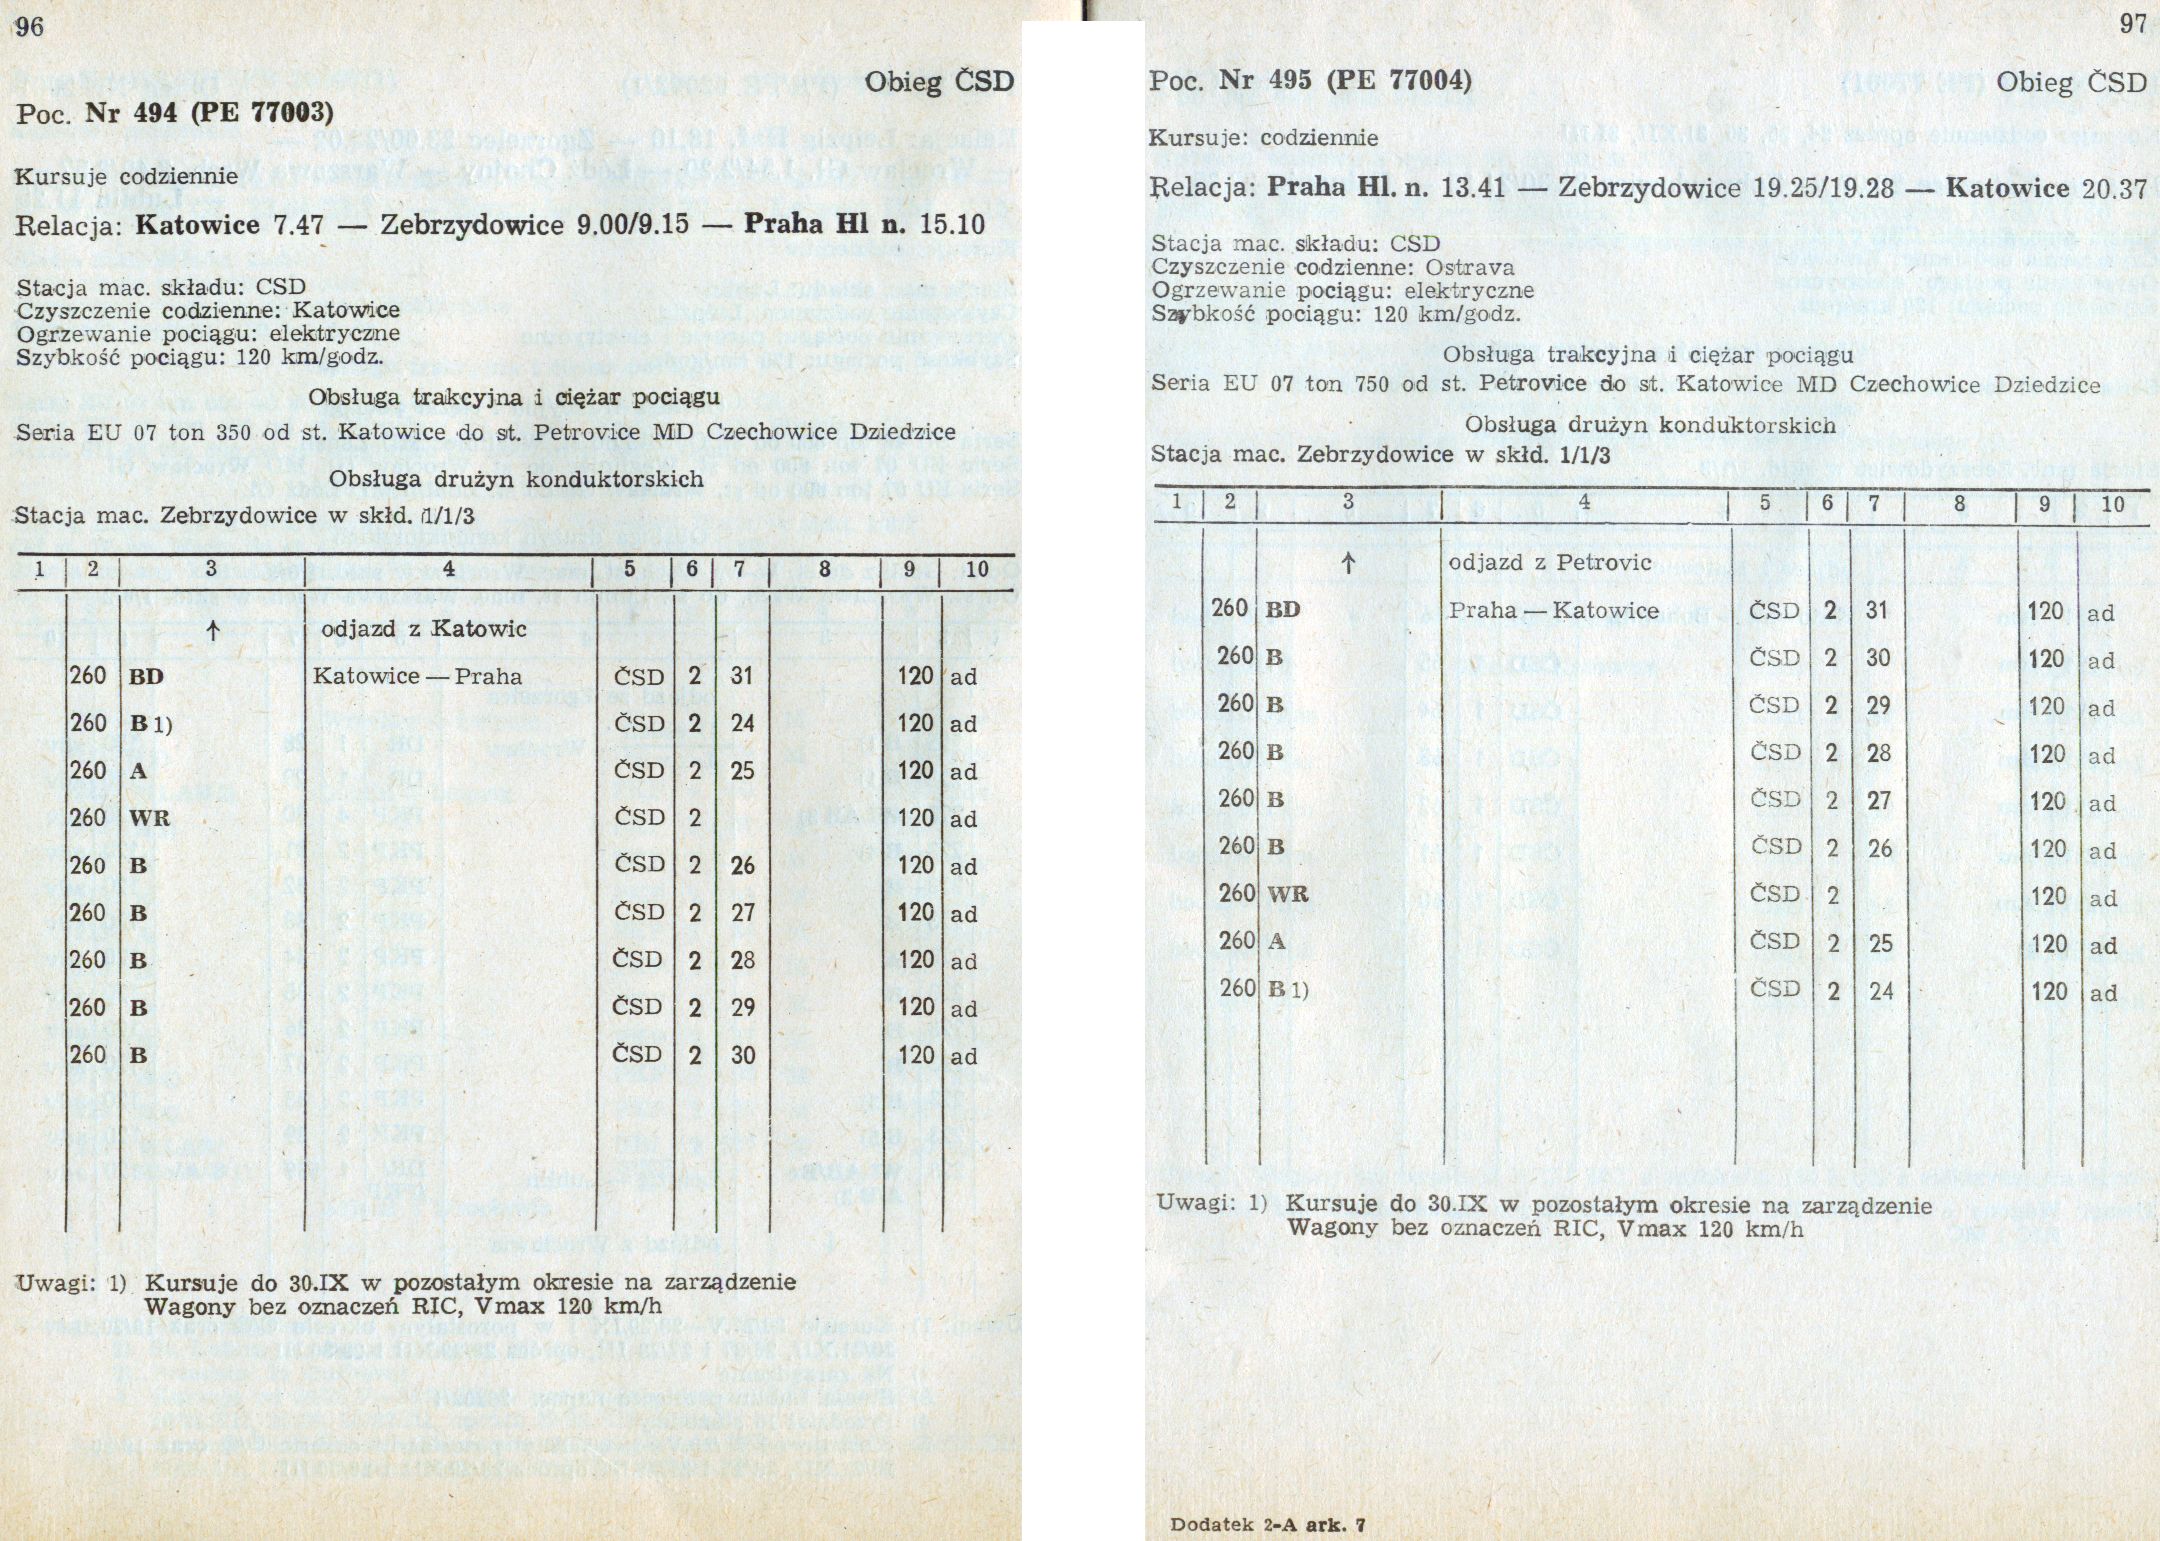 96
Obieg ČSD
Poc. Nr 494 (PE 77003)
Kursuje codziennie
Relacja: Katowice 7.47 — Zebrzydowice 9.00/9.15 — Praha Hl n. 15.10
Stacja mac. składu: CSD
Czyszczenie codzienne: Katowice
Ogrzewanie pociągu: elektryczne
Szybkość pociągu: 120 km/godz.
Obsługa trakcyjna i ciężar pociągu
Seria EU 07 ton 350 od st. Katowice do st. Petrovice MD Czechowice Dziedzice
Obsługa drużyn konduktorskich
Stacja mac. Zebrzydowice w skłd. 1/1/3
1 2 3 4 5 6 7 8 9 10
↑ odjazd z Katowic
260 BD Katowice — Praha ČSD 2 31 120 ad
260 B 1) ČSD 2 24 120 ad
260 A ČSD 2 25 120 ad
260 WR ČSD 2 120 ad
260 B ČSD 2 26 120 ad
260 B ČSD 2 27 120 ad
260 B ČSD 2 28 120 ad
260 B ČSD 2 29 120 ad
260 B ČSD 2 30 120 ad
Uwagi: 1) Kursuje do 30.IX w pozostałym okresie na zarządzenie
Wagony bez oznaczeń RIC, Vmax 120 km/h
97
Poc. Nr 495 (PE 77004) Obieg ČSD
Kursuje: codziennie
Relacja: Praha Hl. n. 13.41 — Zebrzydowice 19.25/19.28 — Katowice 20.37
Stacja mac. składu: CSD
Czyszczenie codzienne: Ostrava
Ogrzewanie pociągu: elektryczne
Szybkość pociągu: 120 km/godz.
Obsługa trakcyjna i ciężar pociągu
Seria EU 07 ton 750 od st. Petrovice do st. Katowice MD Czechowice Dziedzice
Obsługa drużyn konduktorskich
Stacja mac. Zebrzydowice w skłd. 1/1/3
1 2 3 4 5 6 7 8 9 10
↑ odjazd z Petrovic
260 BD Praha — Katowice ČSD 2 31 120 ad
260 B ČSD 2 30 120 ad
260 B ČSD 2 29 120 ad
260 B ČSD 2 28 120 ad
260 B ČSD 2 27 120 ad
260 B ČSD 2 26 120 ad
260 WR ČSD 2 120 ad
260 A ČSD 2 25 120 ad
260 B 1) ČSD 2 24 120 ad
Uwagi: 1) Kursuje do 30.IX w pozostałym okresie na zarządzenie
Wagony bez oznaczeń RIC, Vmax 120 km/h
Dodatek 2-A ark. 7